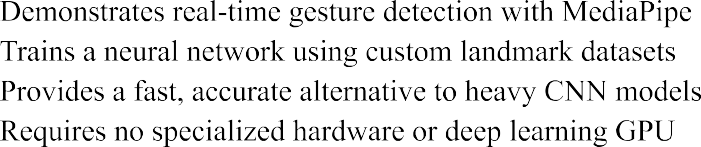 Demonstrates real-time gesture detection with MediaPipe
Trains a neural network using custom landmark datasets
Provides a fast, accurate alternative to heavy CNN models
Requires no specialized hardware or deep learning GPU